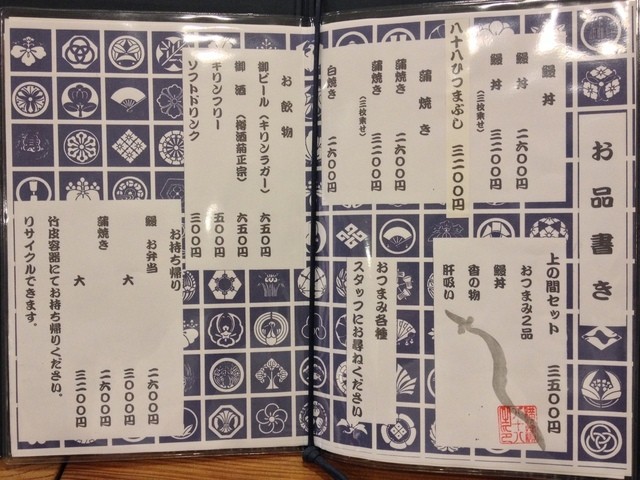 お品書き
鰻丼
鰻丼 二六〇〇円
鰻丼 三二〇〇円
(三枚乗せ)
八十八ひつまぶし 三二〇〇円
蒲焼き
蒲焼き 二六〇〇円
蒲焼き 三二〇〇円
(三枚乗せ)
白焼き 二六〇〇円
上の間セット 三五〇〇円
おつまみ2品
鰻丼
香の物
肝吸い
おつまみ各種
スタッフにお尋ねください
お飲物
御ビール(キリンラガー) 六五〇円
御酒(樽酒菊正宗) 六五〇円
キリンフリー 五〇〇円
ソフトドリンク 三〇〇円
お持ち帰り
鰻お弁当 二六〇〇円
大 三〇〇〇円
蒲焼き 二六〇〇円
大 三二〇〇円
竹皮容器にてお持ち帰りください。
リサイクルできます。